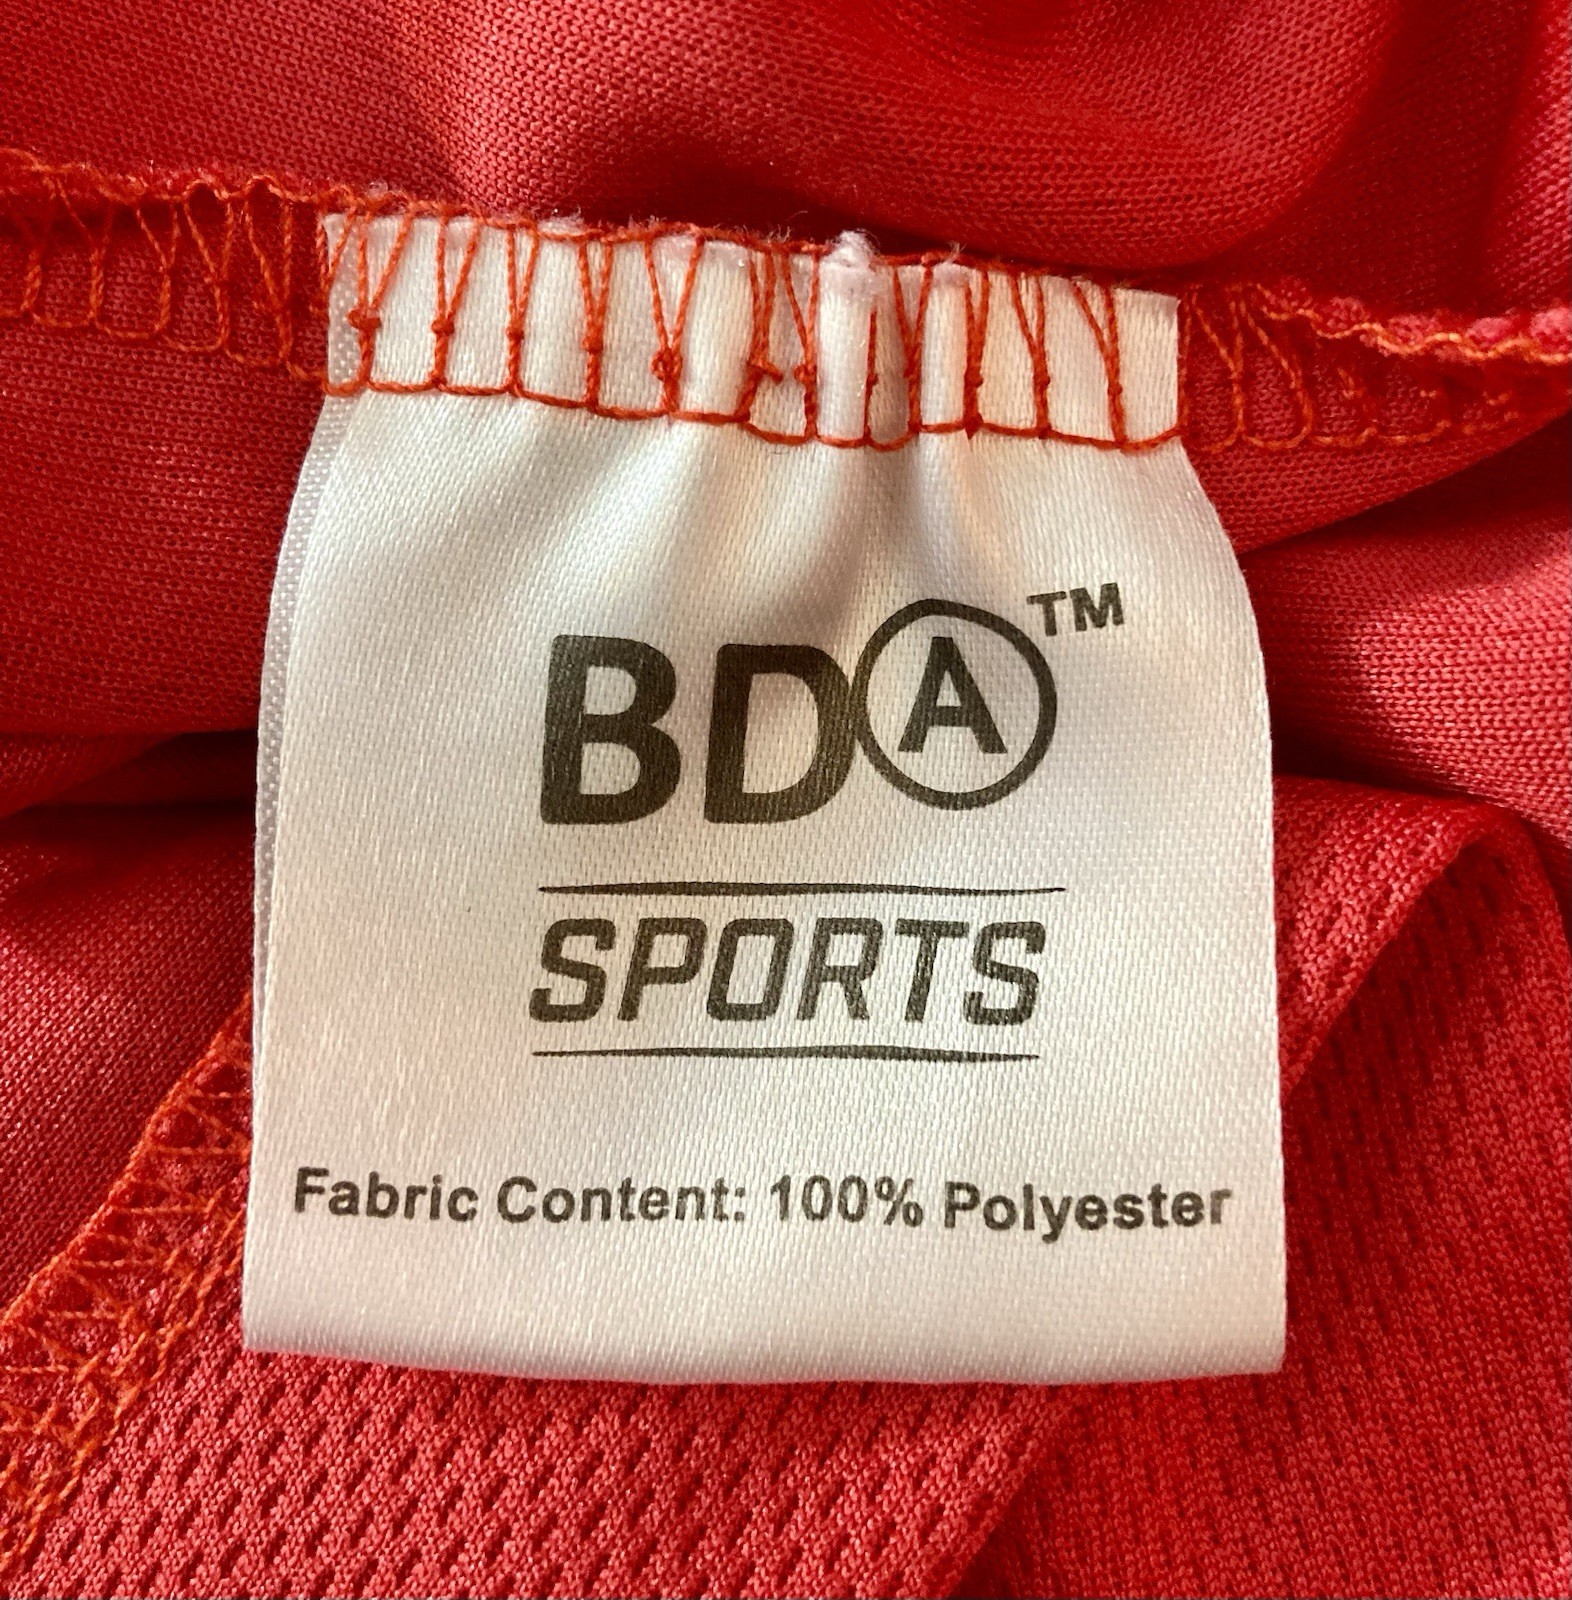 BDA™
SPORTS
Fabric Content: 100% Polyester